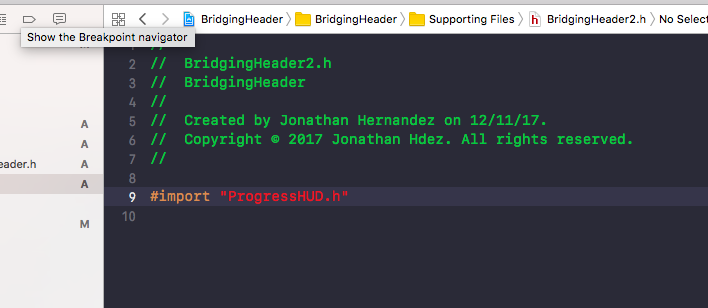 BridgingHeader BridgingHeader Supporting Files BridgingHeader2.h No Selec
Show the Breakpoint navigator
1 //
2 // BridgingHeader2.h
3 // BridgingHeader
4 //
5 // Created by Jonathan Hernandez on 12/11/17.
6 // Copyright © 2017 Jonathan Hdez. All rights reserved.
7 //
8
9 #import "ProgressHUD.h"
10
A
A
eader.h A
A
M